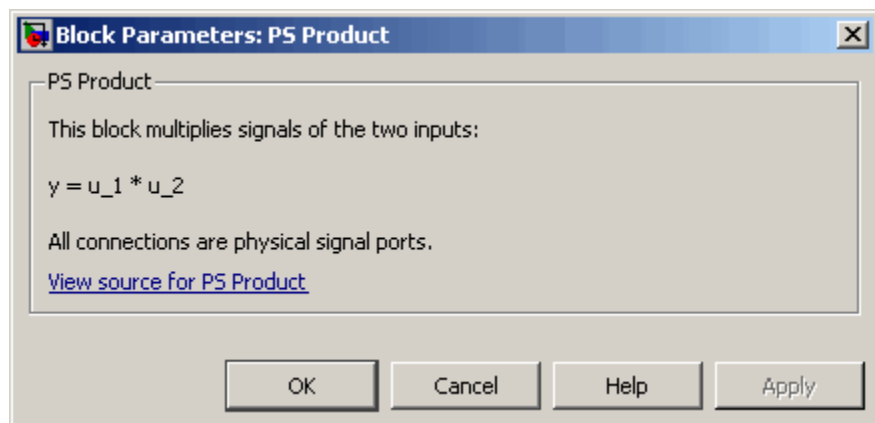 Block Parameters: PS Product
PS Product
This block multiplies signals of the two inputs:
y = u_1 * u_2
All connections are physical signal ports.
View source for PS Product
OK Cancel Help Apply